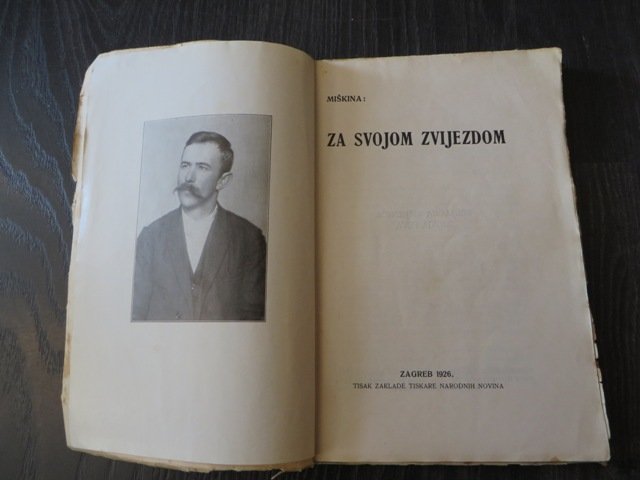 MIŠKINA:
ZA SVOJOM ZVIJEZDOM
ZAGREB 1926.
TISAK ZAKLADE TISKARE NARODNIH NOVINA